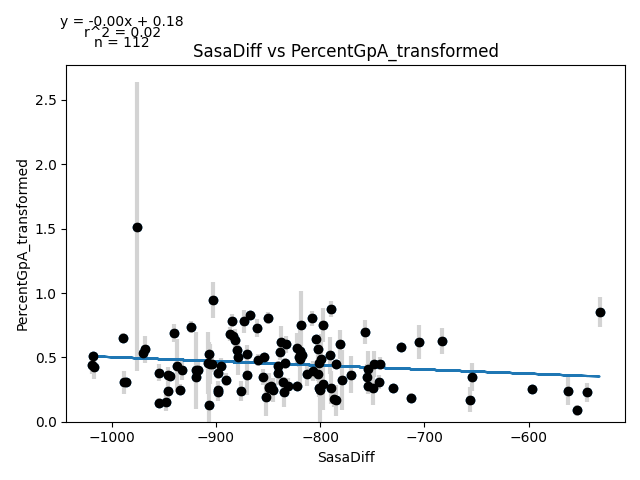 y = -0.00x + 0.18
r^2 = 0.02
n = 112
SasaDiff vs PercentGpA_transformed
PercentGpA_transformed
2.5
2.0
1.5
1.0
0.5
0.0
−1000 −900 −800 −700 −600
SasaDiff